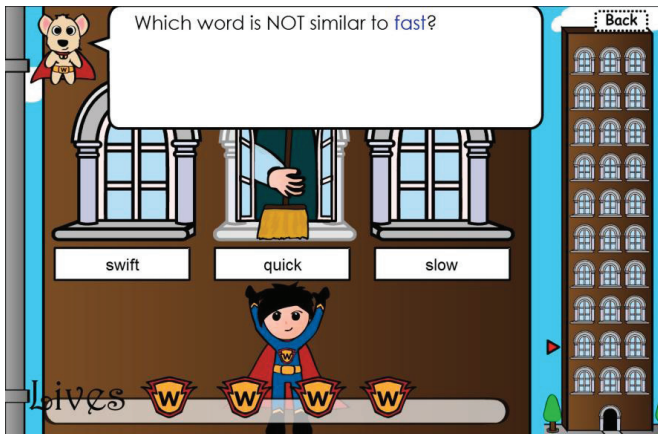 Which word is NOT similar to fast?
Back
W
swift
quick
slow
W
Lives
W
W
W
W